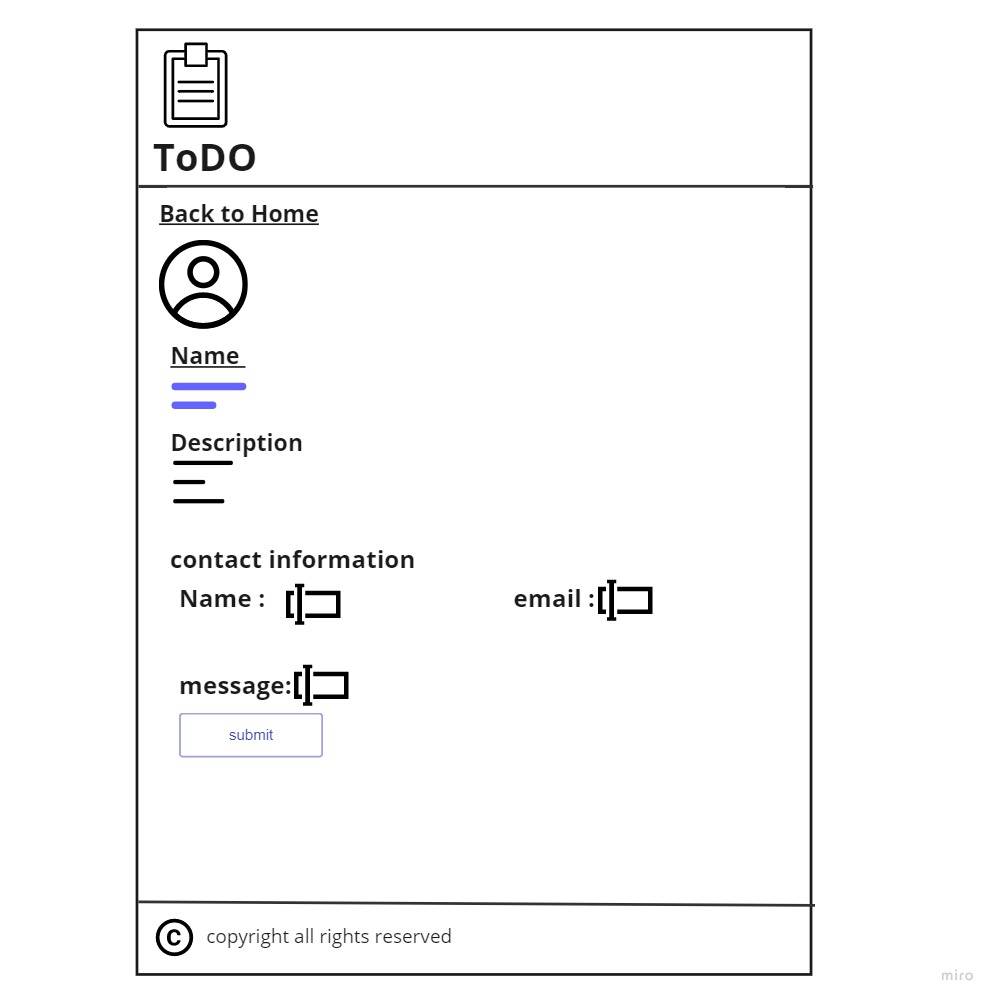 ToDO
Back to Home
Name
Description
contact information
Name : email :
message:
submit
© copyright all rights reserved
miro